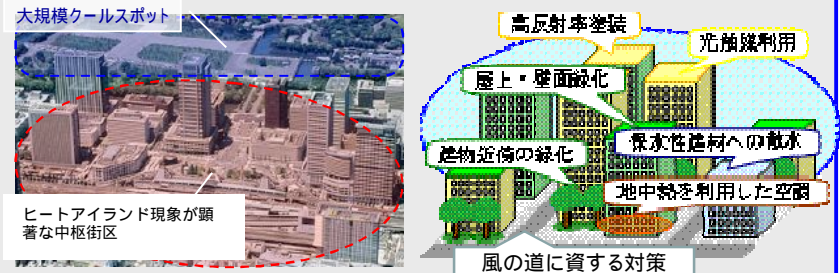 大規模クールスポット
ヒートアイランド現象が顕
著な中枢街区
高反射率塗装
光触媒利用
屋上・壁面緑化
保水性建材への散水
建物近傍の緑化
地中熱を利用した空調
風の道に資する対策